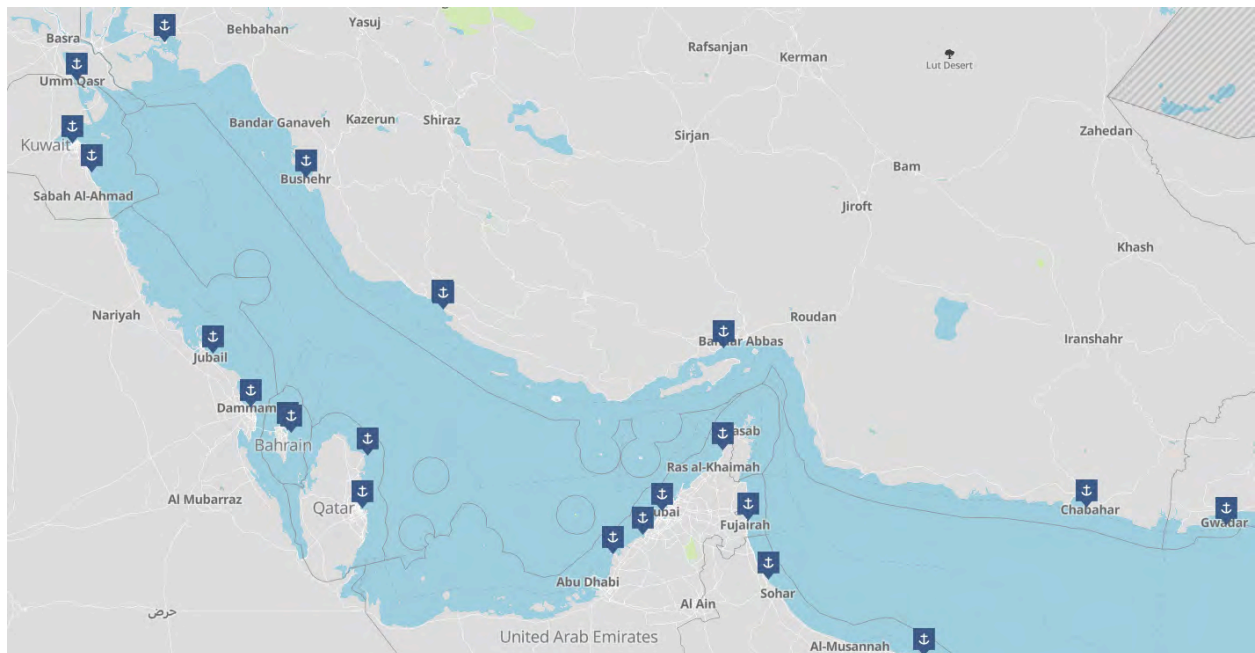 Behbahan
Yasuj
Basra
Rafsanjan
Kerman
Lut Desert
Umm Qasr
Bandar Ganaveh
Kazerun
Shiraz
Sirjan
Zahedan
Kuwait
Bam
Bushehr
Sabah Al-Ahmad
Jiroft
Khash
Nariyah
Roudan
Jubail
Iranshahr
Dammam
Bahrain
Ras al-Khaimah
Al Mubarraz
Qatar
Fujairah
Chabahar
Gwadar
Abu Dhabi
Sohar
Al Ain
حرض
United Arab Emirates
Al-Musannah